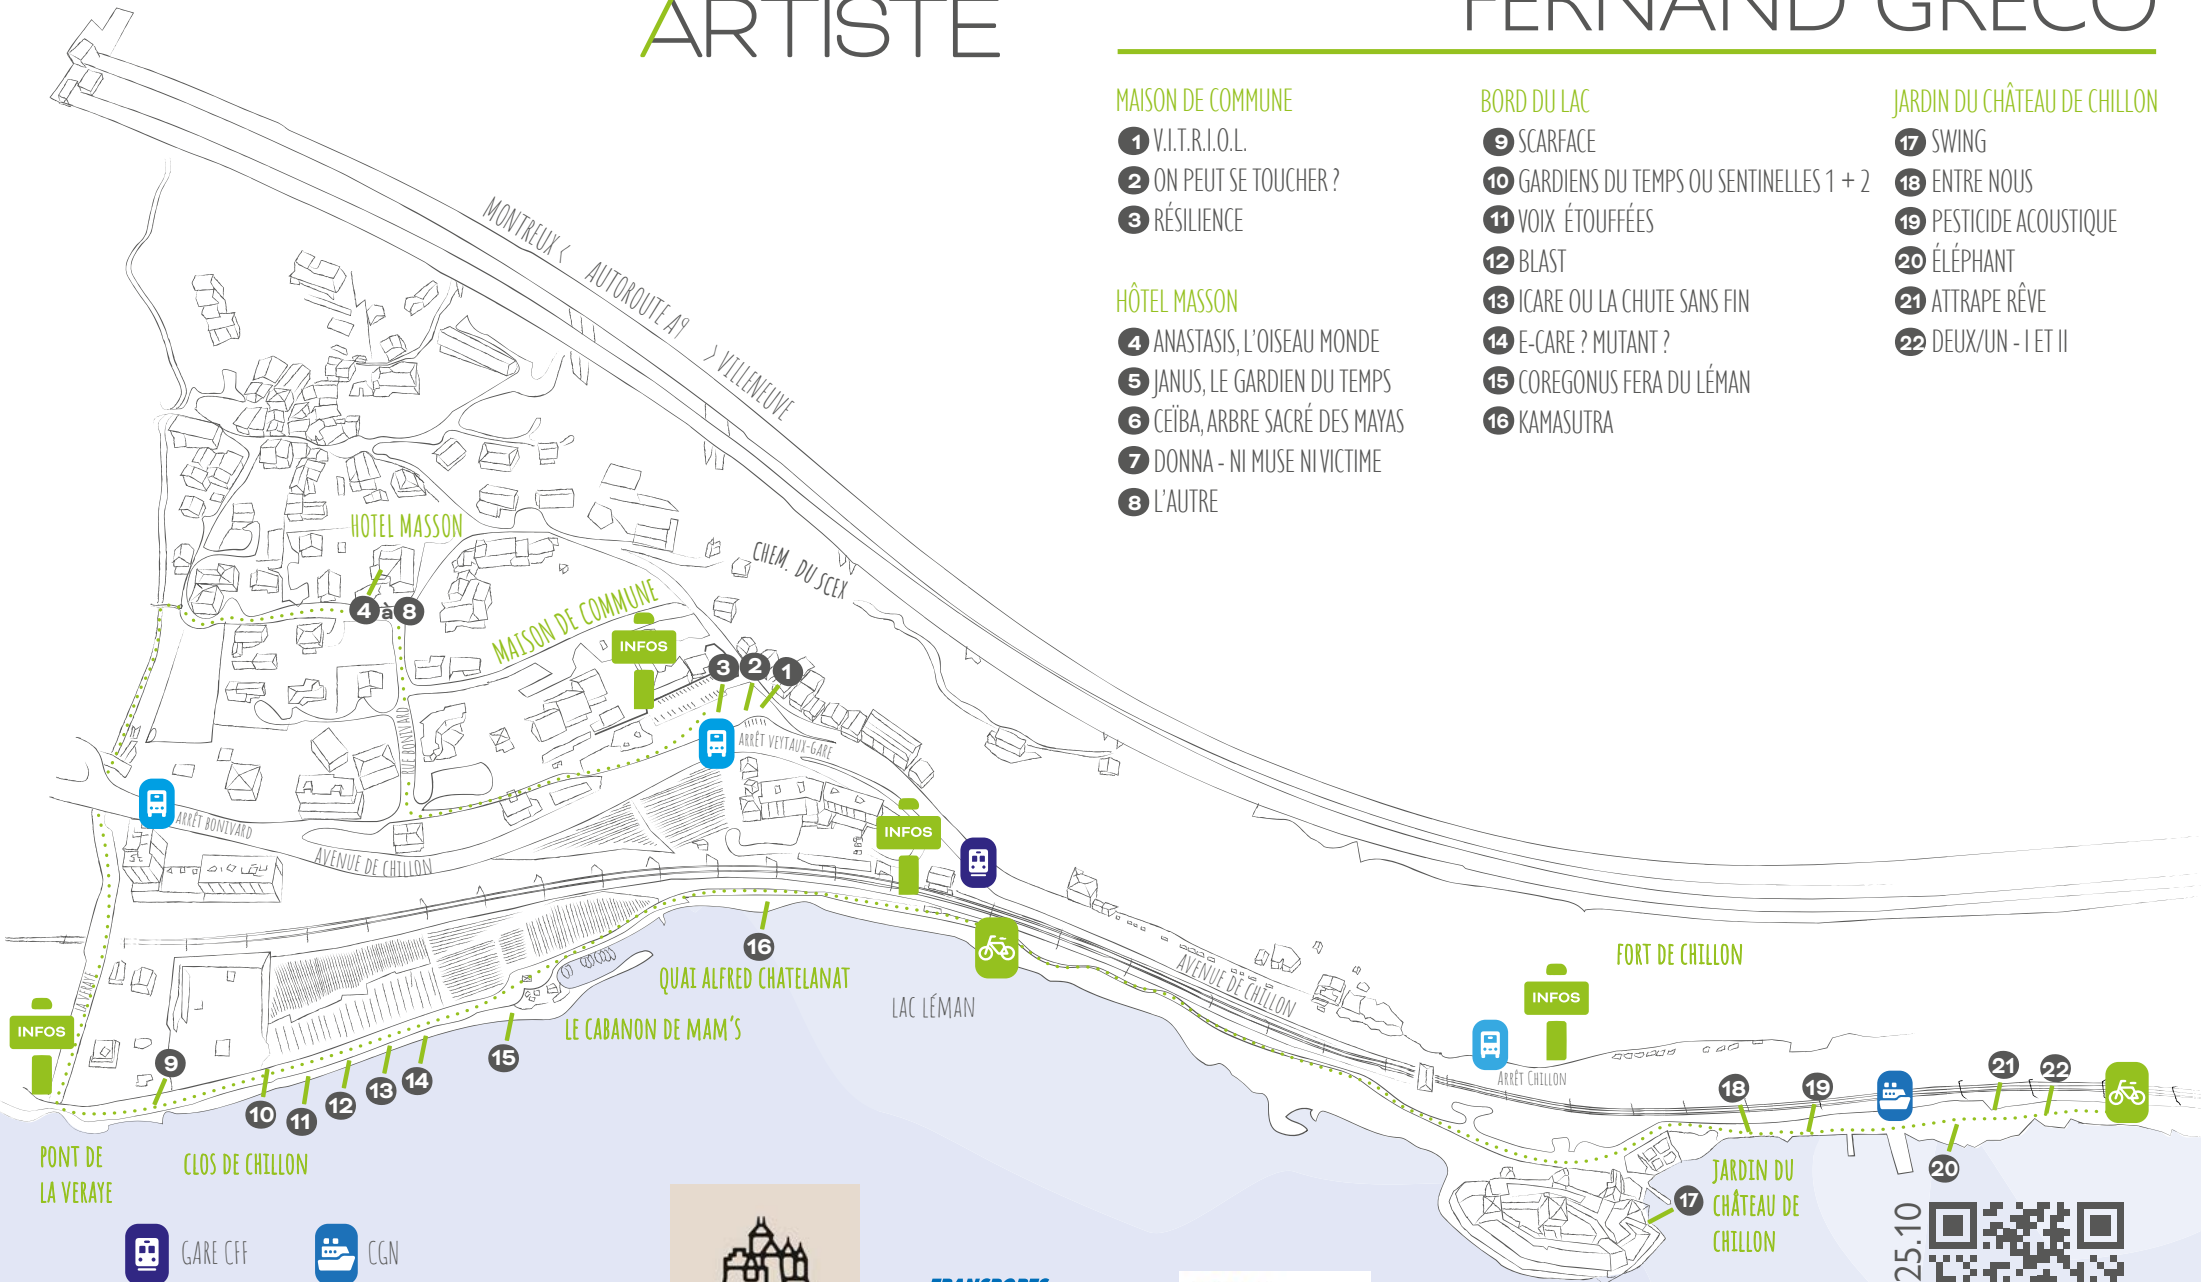 ARTISTE
FERNAND GRECO
MAISON DE COMMUNE
1 V.I.T.R.I.O.L.
2 ON PEUT SE TOUCHER ?
3 RÉSILIENCE
HÔTEL MASSON
4 ANASTASIS, L'OISEAU MONDE
5 JANUS, LE GARDIEN DU TEMPS
6 CEÏBA, ARBRE SACRÉ DES MAYAS
7 DONNA - NI MUSE NI VICTIME
8 L'AUTRE
BORD DU LAC
9 SCARFACE
10 GARDIENS DU TEMPS OU SENTINELLES 1 + 2
11 VOIX ÉTOUFFÉES
12 BLAST
13 ICARE OU LA CHUTE SANS FIN
14 E-CARE ? MUTANT ?
15 COREGONUS FERA DU LÉMAN
16 KAMASUTRA
JARDIN DU CHÂTEAU DE CHILLON
17 SWING
18 ENTRE NOUS
19 PESTICIDE ACOUSTIQUE
20 ÉLÉPHANT
21 ATTRAPE RÊVE
22 DEUX/UN - I ET II
MONTREUX <
AUTOROUTE A9
> VILLENEUVE
HOTEL MASSON
4 à 8
CHEM. DU SCEX
MAISON DE COMMUNE
INFOS
3 2 1
RUE BONIVARD
ARRÊT VEYTAUX-GARE
ARRÊT BONIVARD
AVENUE DE CHILLON
INFOS
16
QUAI ALFRED CHATELANAT
LAC LÉMAN
AVENUE DE CHILLON
FORT DE CHILLON
INFOS
ARRÊT CHILLON
LE CABANON DE MAM'S
INFOS
9
10
11
12
13
14
15
18
19
21
22
20
17
PONT DE
LA VERAYE
CLOS DE CHILLON
JARDIN DU
CHÂTEAU DE
CHILLON
GARE CFF
CGN
TRANSPORTS
25.10